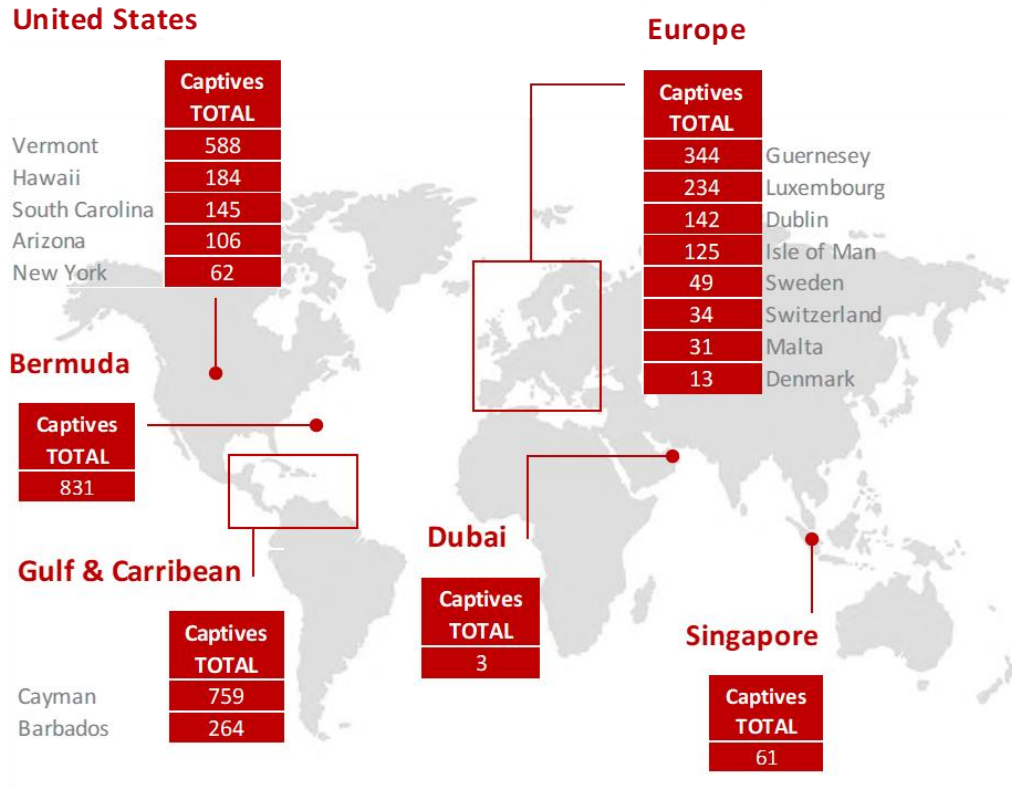 United States
Captives
TOTAL
Vermont 588
Hawaii 184
South Carolina 145
Arizona 106
New York 62
Europe
Captives
TOTAL
344 Guernesey
234 Luxembourg
142 Dublin
125 Isle of Man
49 Sweden
34 Switzerland
31 Malta
13 Denmark
Bermuda
Captives
TOTAL
831
Gulf & Carribean
Captives
TOTAL
Cayman 759
Barbados 264
Dubai
Captives
TOTAL
3
Singapore
Captives
TOTAL
61